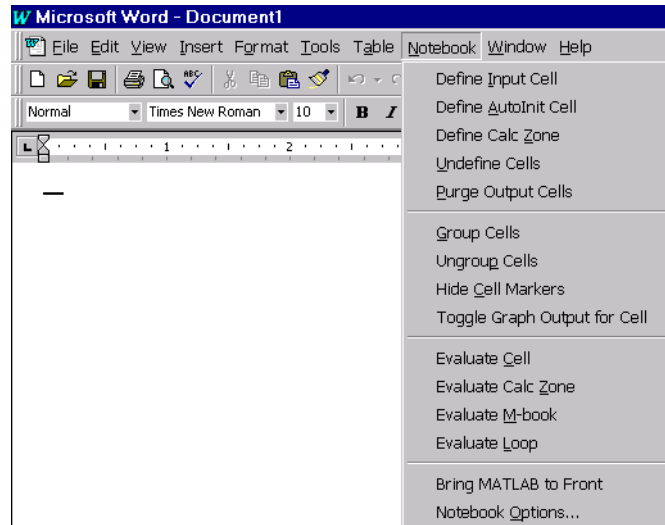 Microsoft Word - Document1
File Edit View Insert Format Tools Table Notebook Window Help
ABC
Normal Times New Roman 10 B I
L 1 2
Define Input Cell
Define AutoInit Cell
Define Calc Zone
Undefine Cells
Purge Output Cells
Group Cells
Ungroup Cells
Hide Cell Markers
Toggle Graph Output for Cell
Evaluate Cell
Evaluate Calc Zone
Evaluate M-book
Evaluate Loop
Bring MATLAB to Front
Notebook Options...